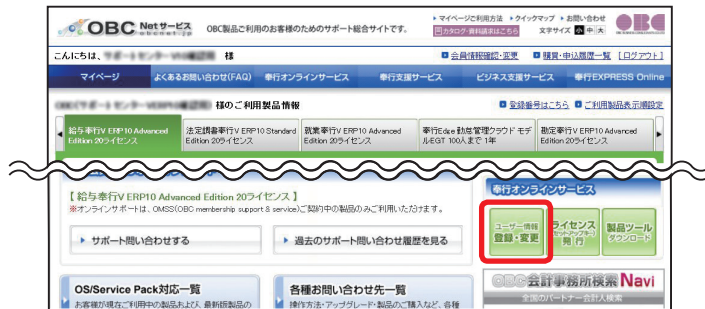 OBC Netサービス
OBC製品ご利用のお客様のためのサポート総合サイトです。
マイページご利用方法 クイックマップ お問い合わせ
カタログ・資料請求はこちら 文字サイズ 小 中 大
OBC
こんにちは、 様
会員情報確認・変更 購買・申込履歴一覧 [ログアウト]
マイページ よくあるお問い合わせ(FAQ) 奉行オンラインサービス 奉行支援サービス ビジネス支援サービス 奉行EXPRESS Online
様のご利用製品情報
登録番号はこちら ご利用製品表示順設定
給与奉行V ERP10 Advanced Edition 20ライセンス
法定調書奉行V ERP10 Standard Edition 20ライセンス
就業奉行V ERP10 Advanced Edition 20ライセンス
奉行Edge 勤怠管理クラウド モデルEGT 100人まで 1年
勘定奉行V ERP10 Advanced Edition 20ライセンス
【 給与奉行V ERP10 Advanced Edition 20ライセンス 】
※オンラインサポートは、OMSS(OBC membership support & service)ご契約中の製品のみご利用いただけます。
サポート問い合わせする
過去のサポート問い合わせ履歴を見る
奉行オンラインサービス
ユーザー情報
登録・変更
ライセンス
(セットアップキー)
発行
製品ツール
ダウンロード
OS/Service Pack対応一覧
お客様が現在ご利用中の製品および、最新版製品の
各種お問い合わせ先一覧
操作方法・アップグレード・製品のご購入など、各種
OBC会計事務所検索Navi
全国のパートナー会計人検索